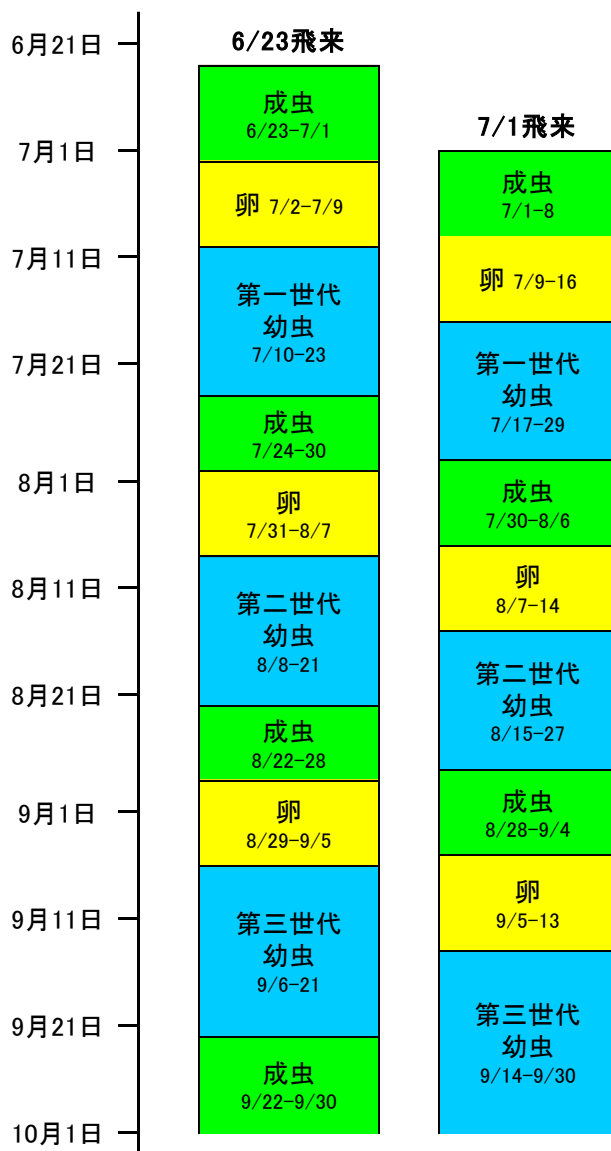 6月21日
7月1日
7月11日
7月21日
8月1日
8月11日
8月21日
9月1日
9月11日
9月21日
10月1日
6/23飛来
成虫
6/23-7/1
卵 7/2-7/9
第一世代
幼虫
7/10-23
成虫
7/24-30
卵
7/31-8/7
第二世代
幼虫
8/8-21
成虫
8/22-28
卵
8/29-9/5
第三世代
幼虫
9/6-21
成虫
9/22-9/30
7/1飛来
成虫
7/1-8
卵 7/9-16
第一世代
幼虫
7/17-29
成虫
7/30-8/6
卵
8/7-14
第二世代
幼虫
8/15-27
成虫
8/28-9/4
卵
9/5-13
第三世代
幼虫
9/14-9/30